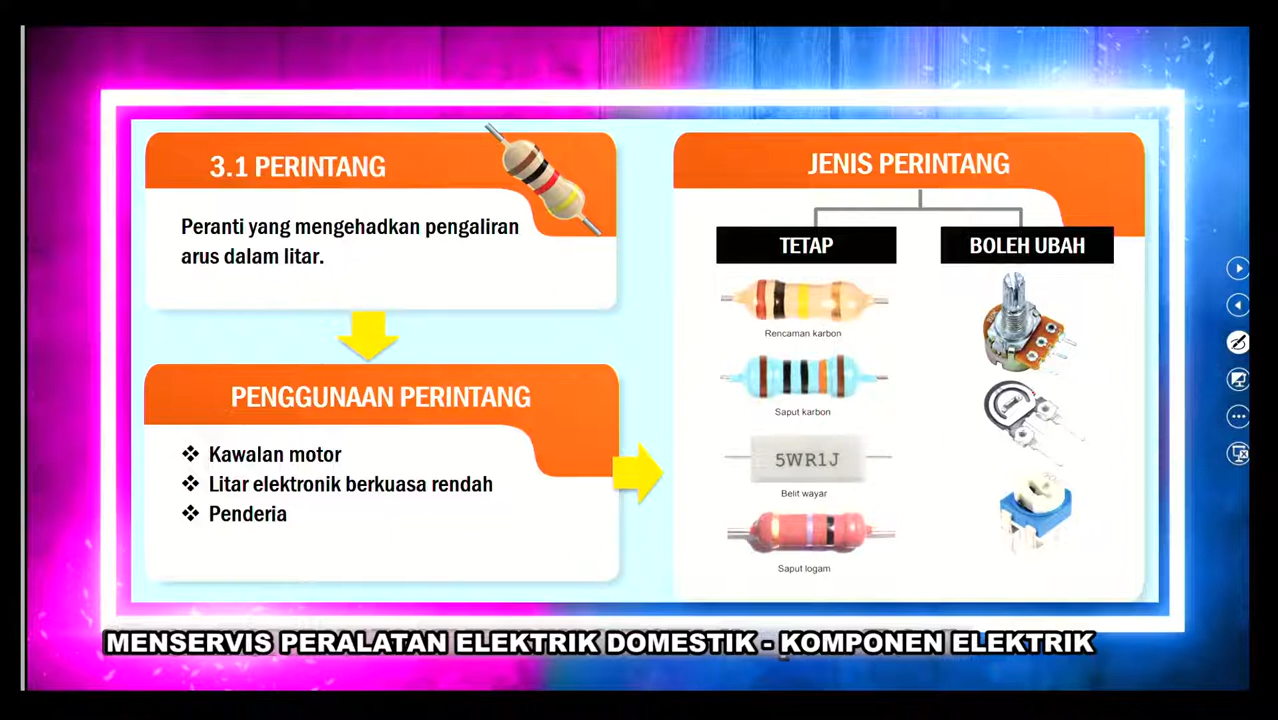 3.1 PERINTANG
Peranti yang mengehadkan pengaliran
arus dalam litar.
PENGGUNAAN PERINTANG
❖ Kawalan motor
❖ Litar elektronik berkuasa rendah
❖ Penderia
JENIS PERINTANG
TETAP
Rencaman karbon
Saput karbon
5WR1J
Belit wayar
Saput logam
BOLEH UBAH
MENSERVIS PERALATAN ELEKTRIK DOMESTIK - KOMPONEN ELEKTRIK